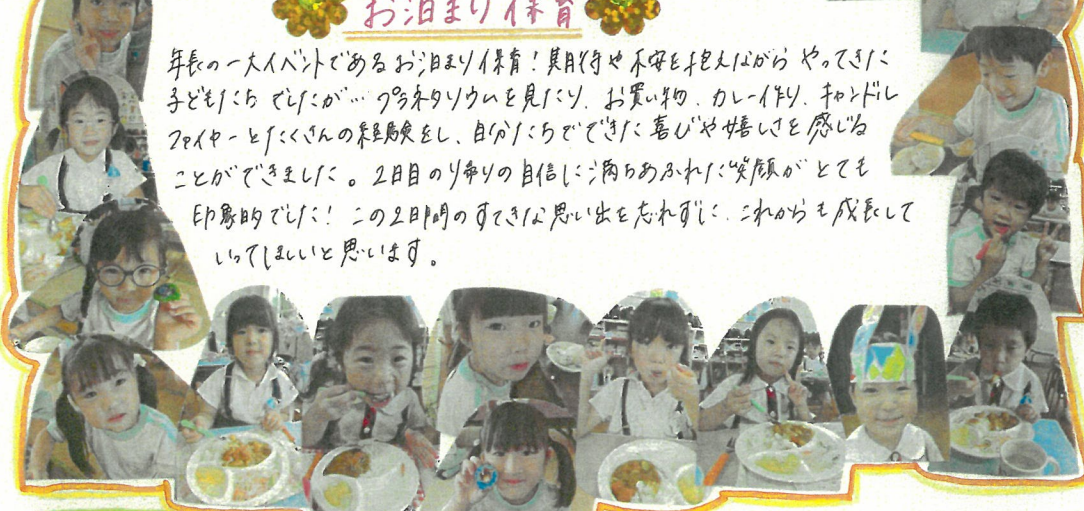 お泊まり保育
年長の一大イベントであるお泊まり保育！期待や不安を抱えながらやってきた
子どもたちでしたが…プラネタリウムを見たり、お買い物、カレー作り、キャンドル
ファイヤーとたくさんの経験をし、自分たちでできた喜びや嬉しさを感じる
ことができました。2日目の帰りの自信に満ちあふれた笑顔がとても
印象的でした！この2日間のすてきな思い出を忘れずに、これからも成長して
いってほしいと思います。